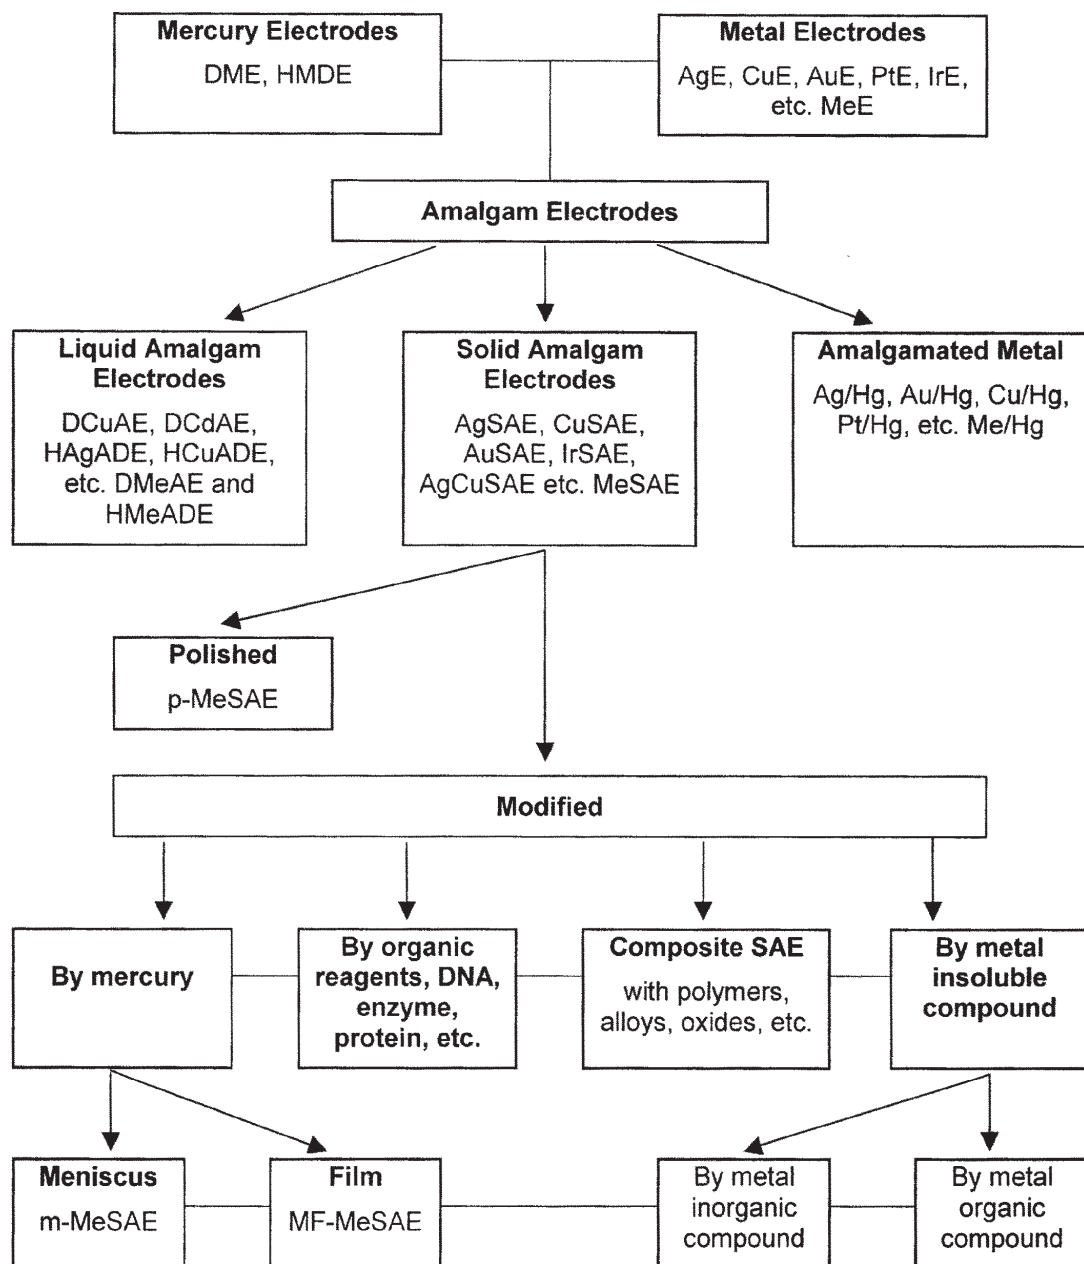 Mercury Electrodes
DME, HMDE
Metal Electrodes
AgE, CuE, AuE, PtE, IrE,
etc. MeE
Amalgam Electrodes
Liquid Amalgam
Electrodes
DCuAE, DCdAE,
HAgADE, HCuADE,
etc. DMeAE and
HMeADE
Solid Amalgam
Electrodes
AgSAE, CuSAE,
AuSAE, IrSAE,
AgCuSAE etc. MeSAE
Amalgamated Metal
Ag/Hg, Au/Hg, Cu/Hg,
Pt/Hg, etc. Me/Hg
Polished
p-MeSAE
Modified
By mercury
By organic
reagents, DNA,
enzyme,
protein, etc.
Composite SAE
with polymers,
alloys, oxides, etc.
By metal
insoluble
compound
Meniscus
m-MeSAE
Film
MF-MeSAE
By metal
inorganic
compound
By metal
organic
compound